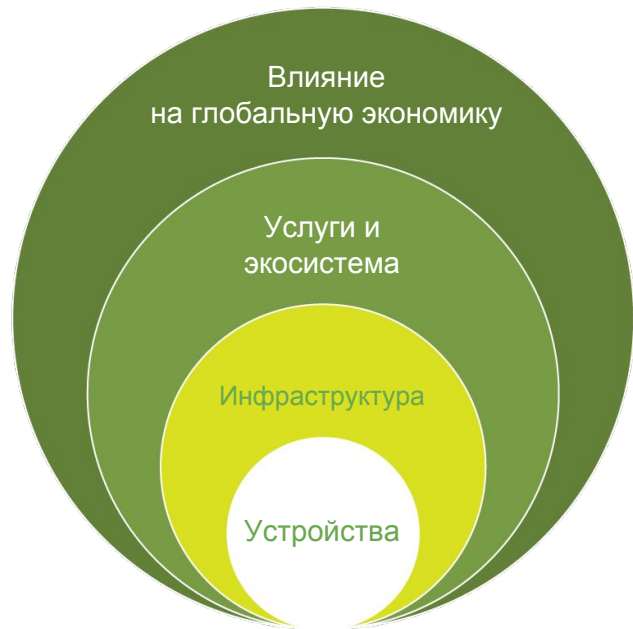 Влияние
на глобальную экономику
Услуги и
экосистема
Инфраструктура
Устройства